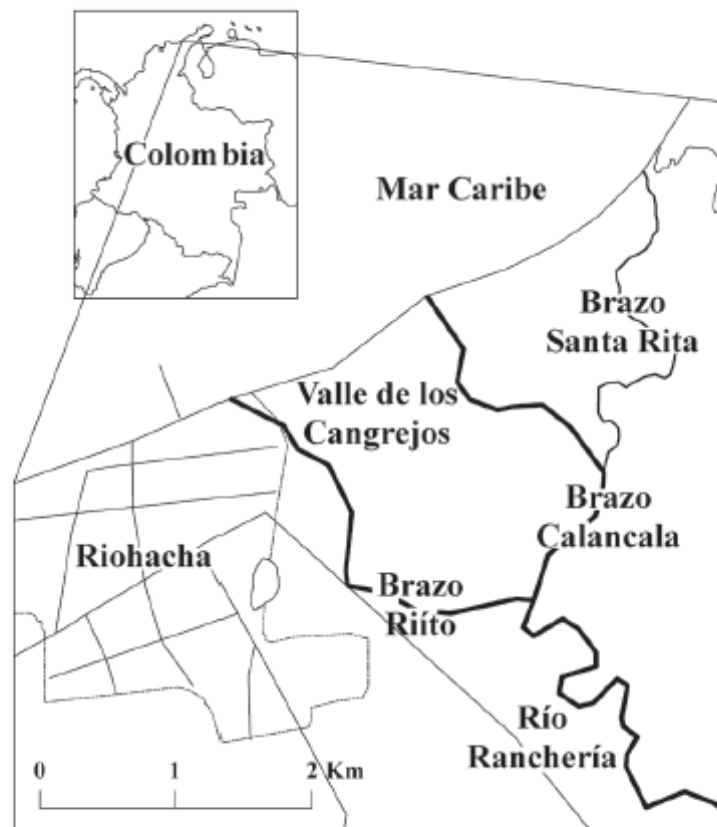 Colombia
Mar Caribe
Brazo
Santa Rita
Valle de los
Cangrejos
Brazo
Calancala
Riohacha
Brazo
Riíto
Río
Ranchería
0 1 2 Km